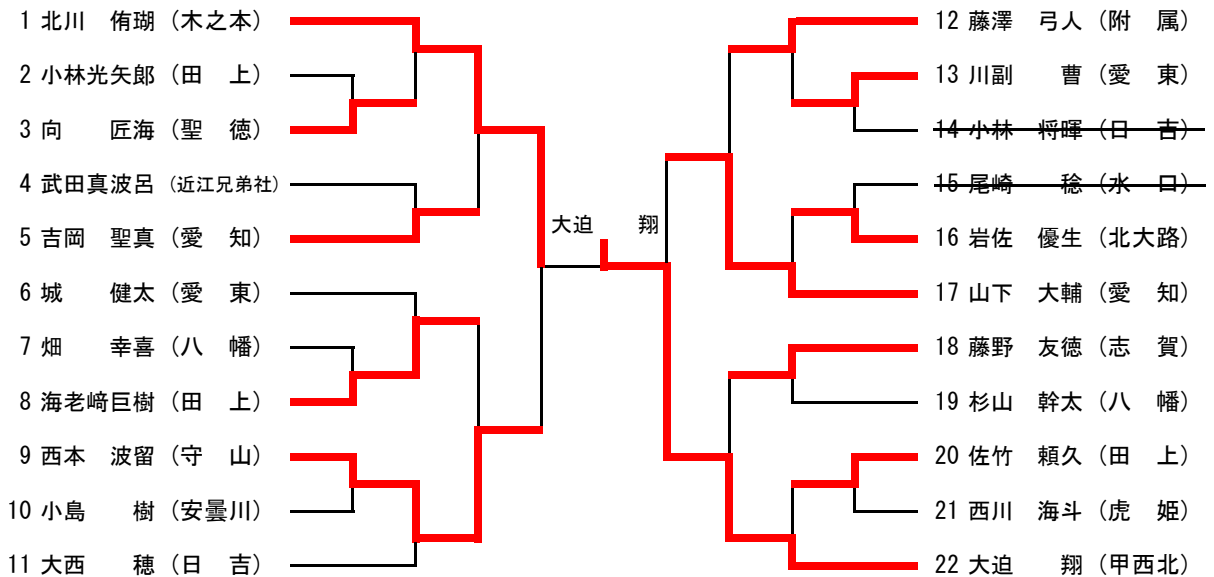 1 北川　侑瑚（木之本）
2 小林光矢郞（田　上）
3 向　　匠海（聖　徳）
4 武田真波呂（近江兄弟社）
5 吉岡　聖真（愛　知）
6 城　　健太（愛　東）
7 畑　　幸喜（八　幡）
8 海老﨑巨樹（田　上）
9 西本　波留（守　山）
10 小島　　樹（安曇川）
11 大西　　穂（日　吉）
大迫　　翔
12 藤澤　弓人（附　属）
13 川副　　曹（愛　東）
14 小林　将暉（日　吉）
15 尾崎　　稔（水　口）
16 岩佐　優生（北大路）
17 山下　大輔（愛　知）
18 藤野　友徳（志　賀）
19 杉山　幹太（八　幡）
20 佐竹　頼久（田　上）
21 西川　海斗（虎　姫）
22 大迫　　翔（甲西北）